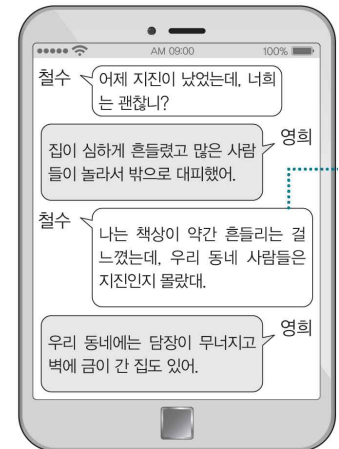 AM 09:00 100%
철수
어제 지진이 났었는데, 너희
는 괜찮니?
영희
집이 심하게 흔들렸고 많은 사람
들이 놀라서 밖으로 대피했어.
철수
나는 책상이 약간 흔들리는 걸
느꼈는데, 우리 동네 사람들은
지진인지 몰랐대.
영희
우리 동네에는 담장이 무너지고
벽에 금이 간 집도 있어.